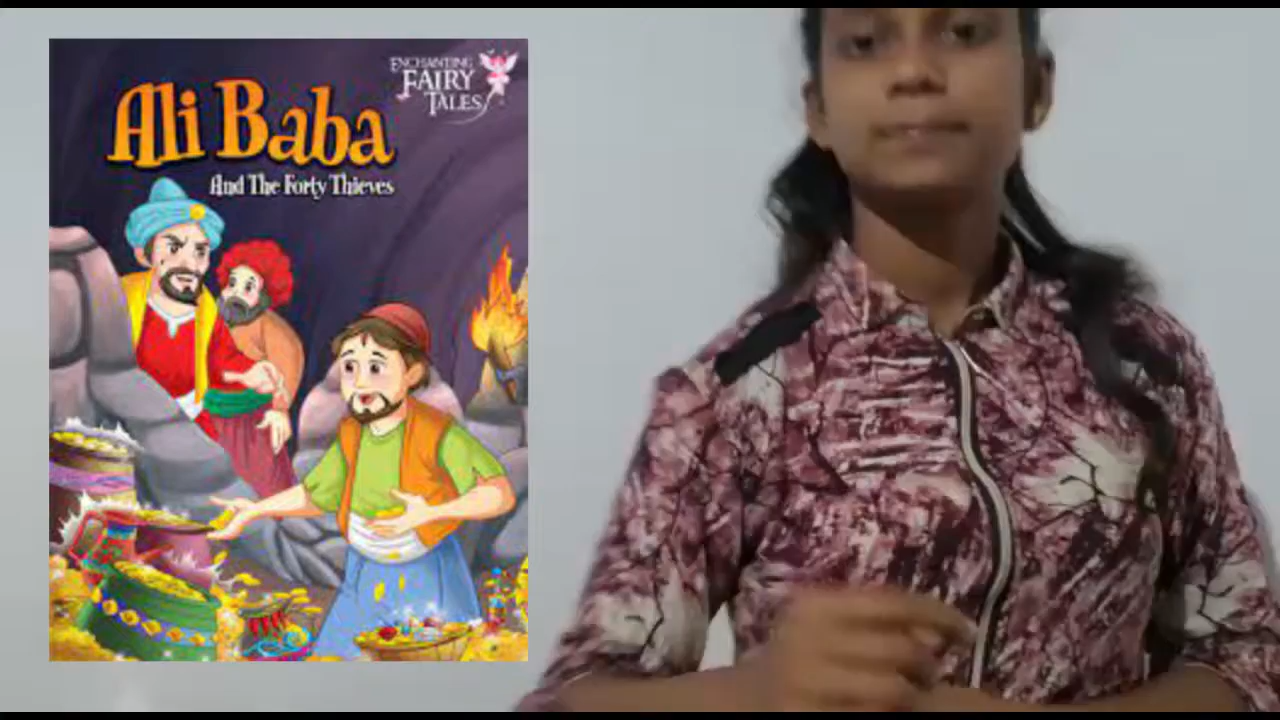 ENCHANTING
FAIRY
TALES
Ali Baba
And The Forty Thieves